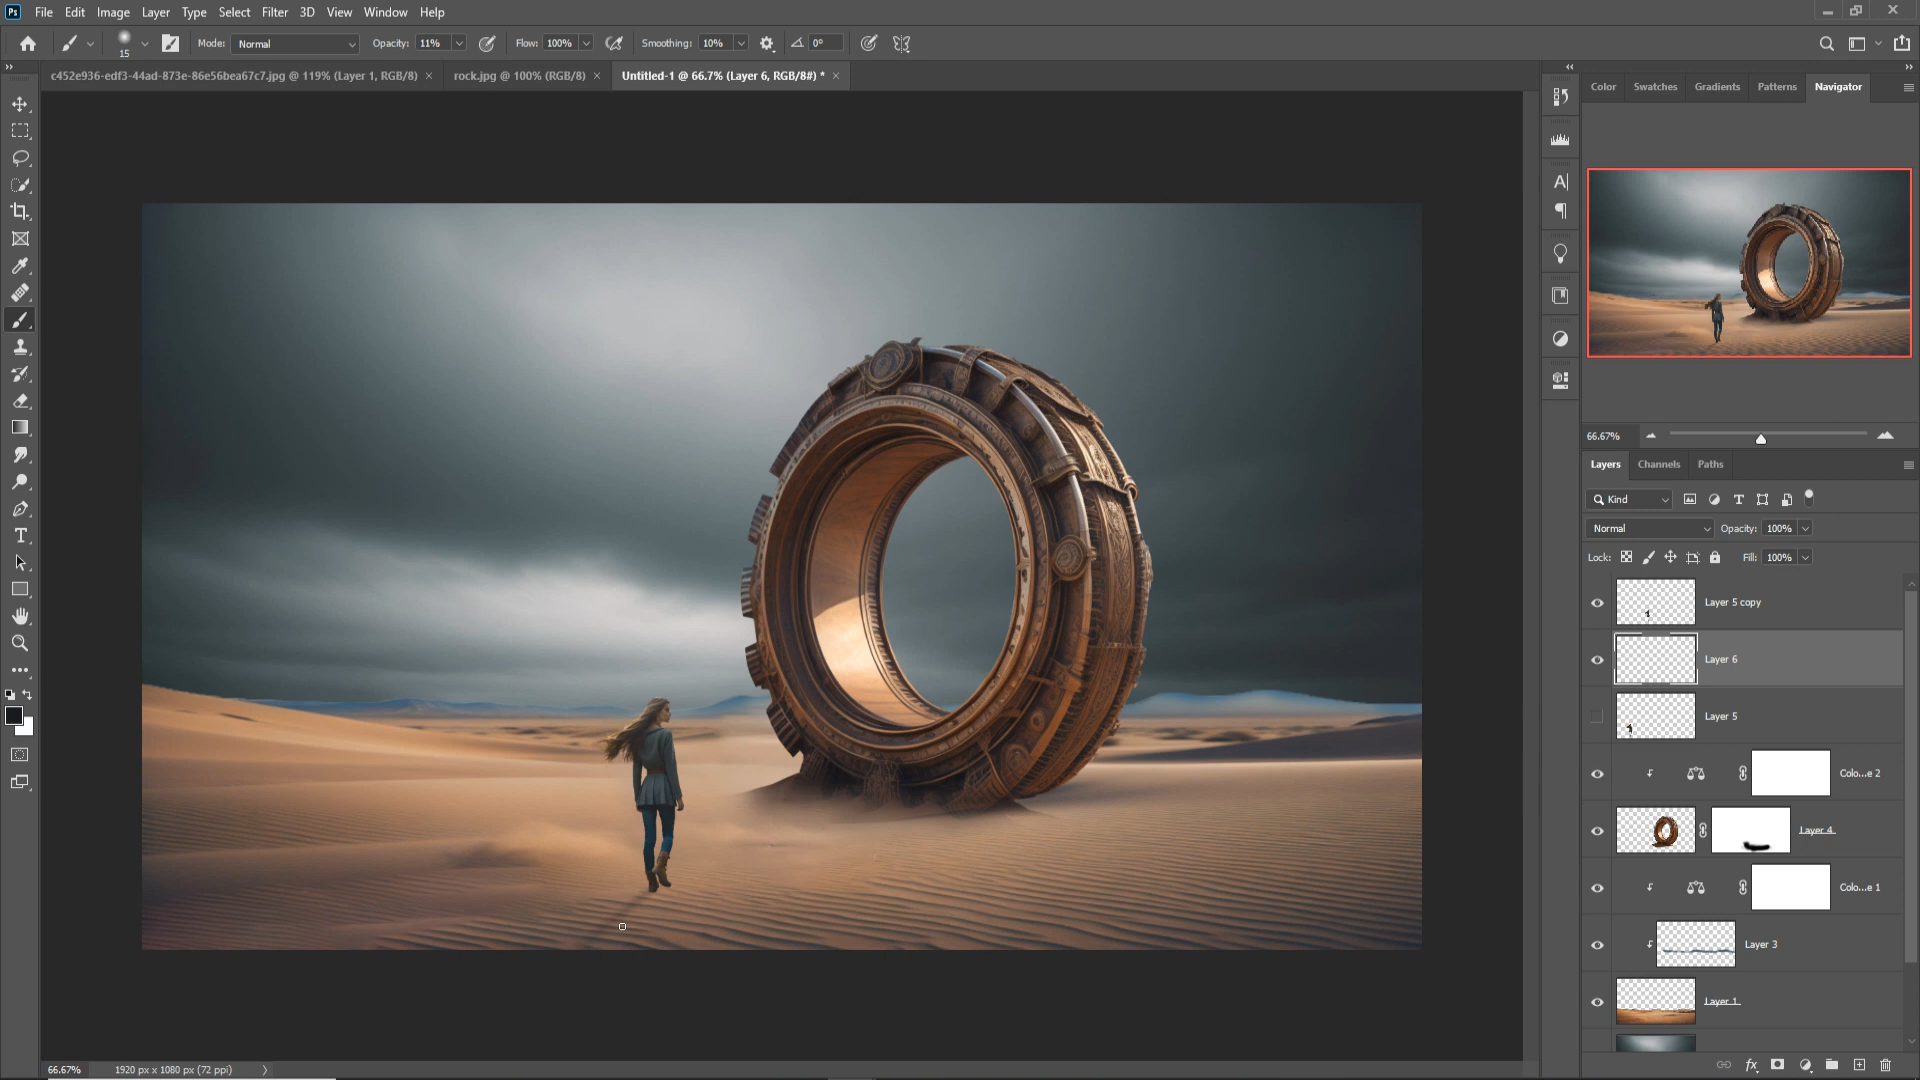 Ps File Edit Image Layer Type Select Filter 3D View Window Help
15 Mode: Normal Opacity: 11% Flow: 100% Smoothing: 10% 0°
c452e936-edf3-44ad-873e-86e56bea67c7.jpg @ 119% (Layer 1, RGB/8) × rock.jpg @ 100% (RGB/8) × Untitled-1 @ 66.7% (Layer 6, RGB/8#) * ×
Color Swatches Gradients Patterns Navigator
66.67%
Layers Channels Paths
Kind
Normal Opacity: 100%
Lock: Fill: 100%
Layer 5 copy
Layer 6
Layer 5
Colo...e 2
Layer 4
Colo...e 1
Layer 3
Layer 1
66.67% 1920 px x 1080 px (72 ppi)